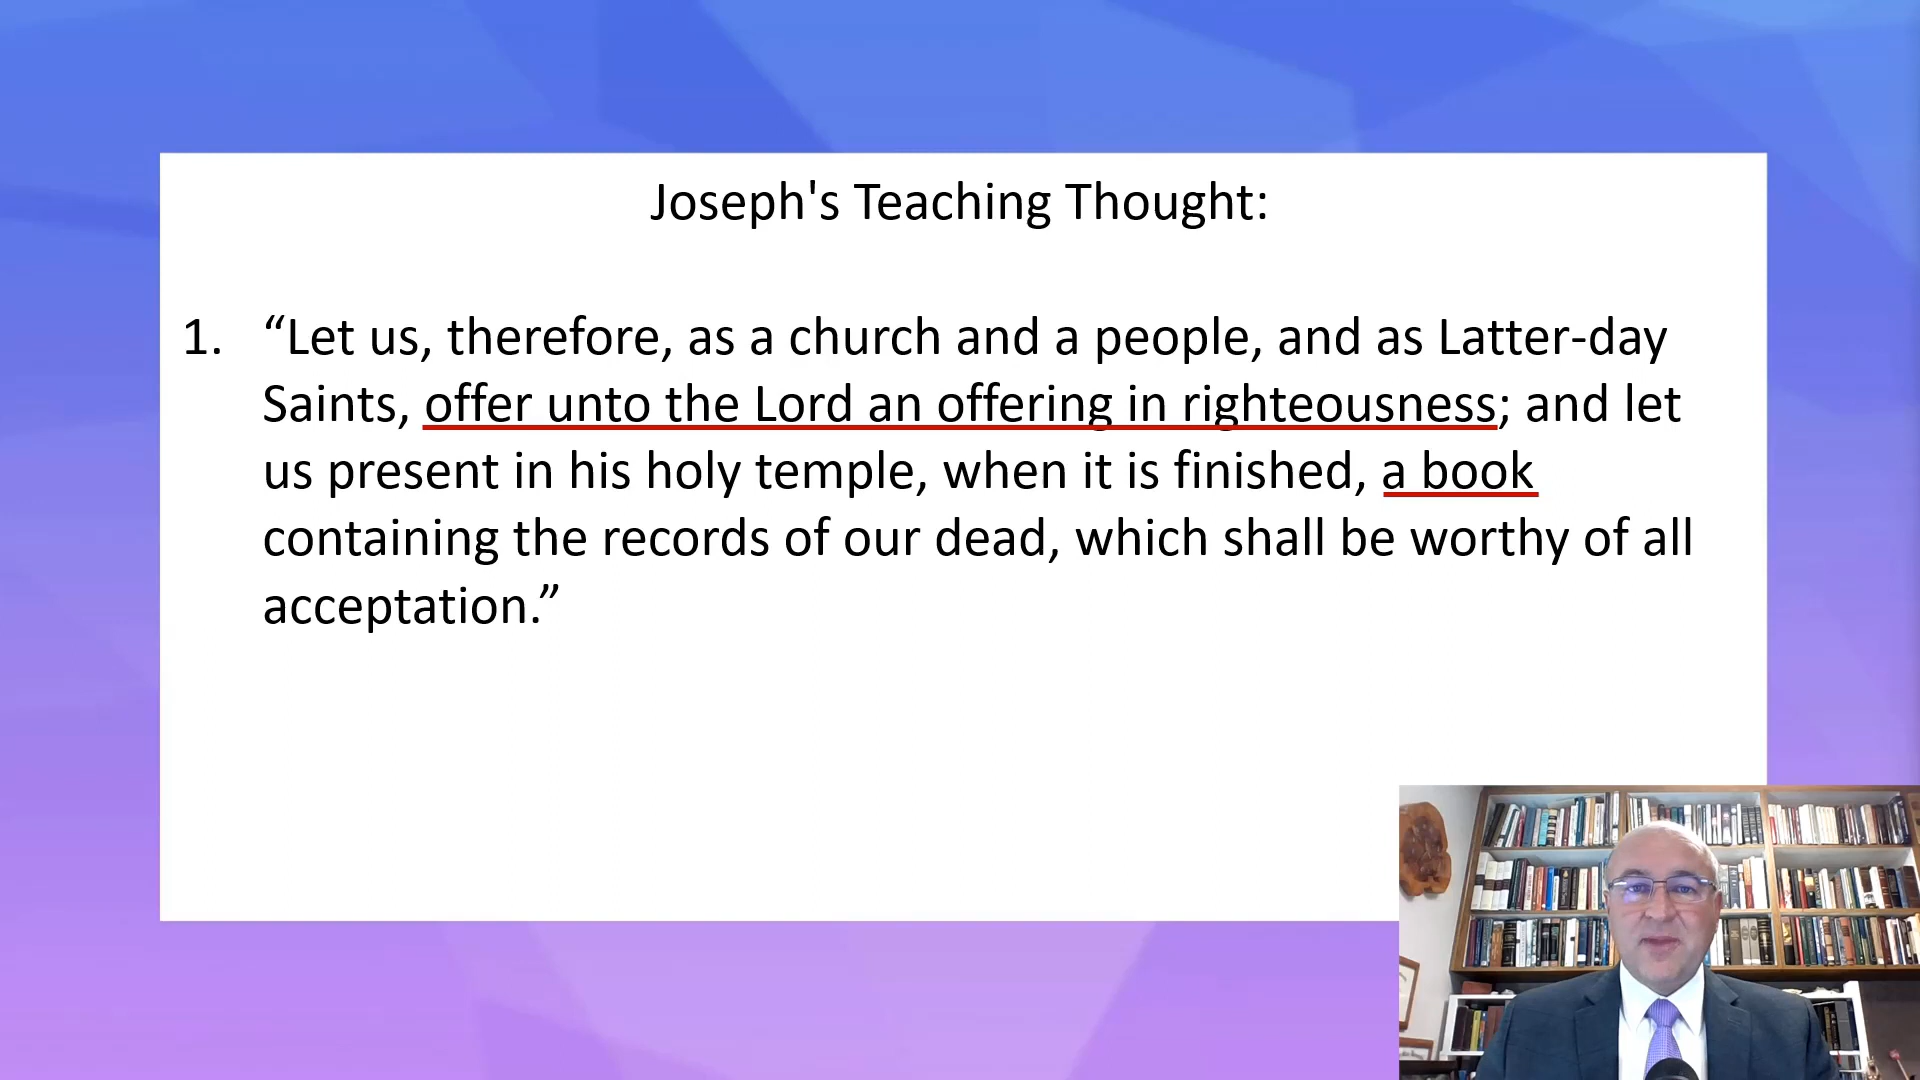 Joseph's Teaching Thought:
1. “Let us, therefore, as a church and a people, and as Latter-day
Saints, offer unto the Lord an offering in righteousness; and let
us present in his holy temple, when it is finished, a book
containing the records of our dead, which shall be worthy of all
acceptation.”